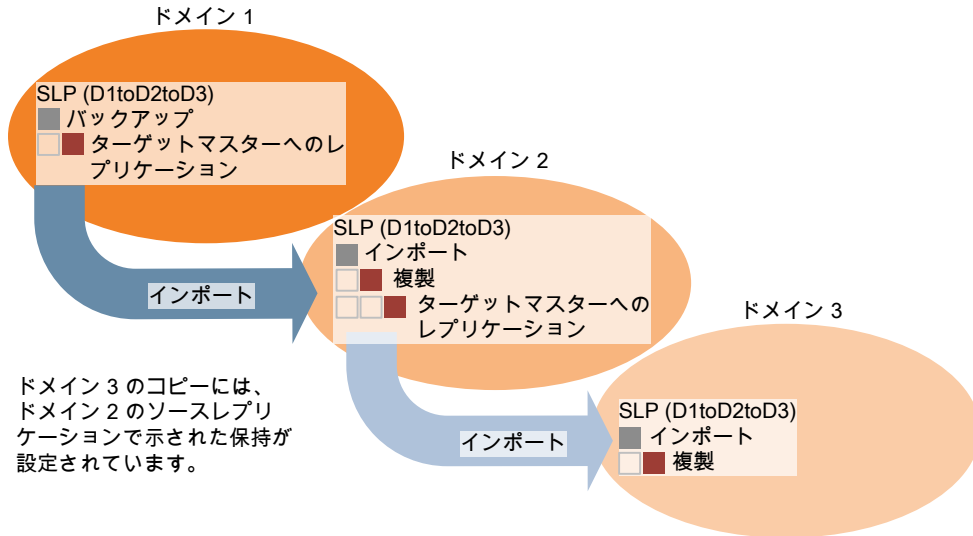 ドメイン 1
SLP (D1toD2toD3)
バックアップ
ターゲットマスターへのレ
プリケーション
インポート
ドメイン 2
SLP (D1toD2toD3)
インポート
複製
ターゲットマスターへの
レプリケーション
インポート
ドメイン 3
SLP (D1toD2toD3)
インポート
複製
ドメイン 3 のコピーには、
ドメイン 2 のソースレプリ
ケーションで示された保持が
設定されています。